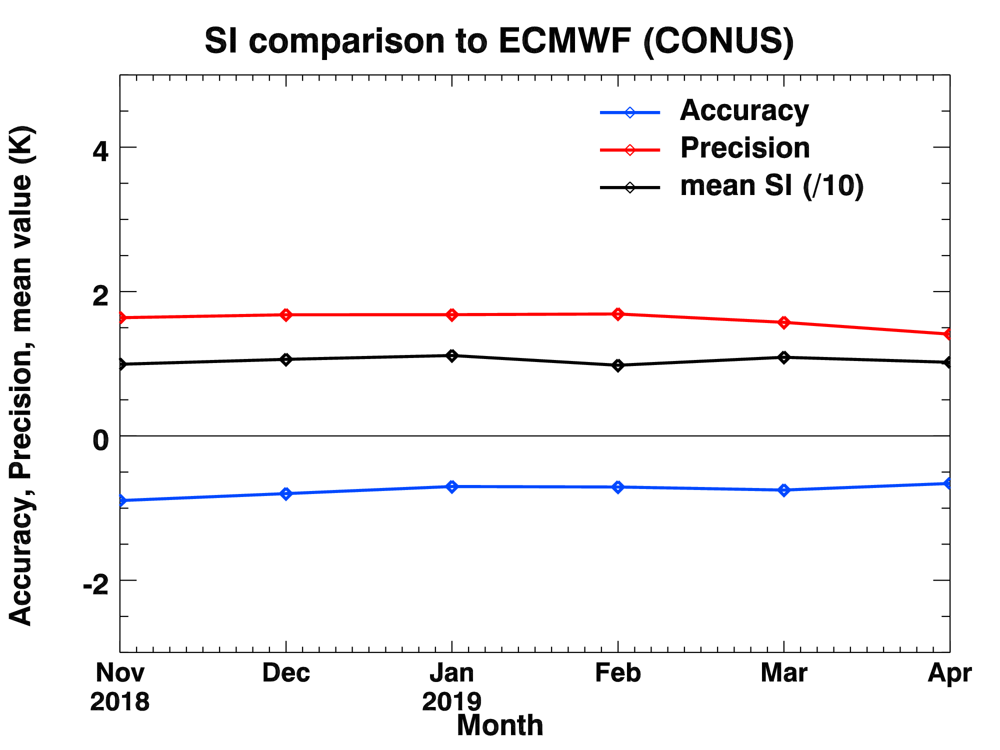 SI comparison to ECMWF (CONUS)
Accuracy
Precision
mean SI (/10)
Accuracy, Precision, mean value (K)
4
2
0
-2
Nov Dec Jan Feb Mar Apr
2018 2019
Month